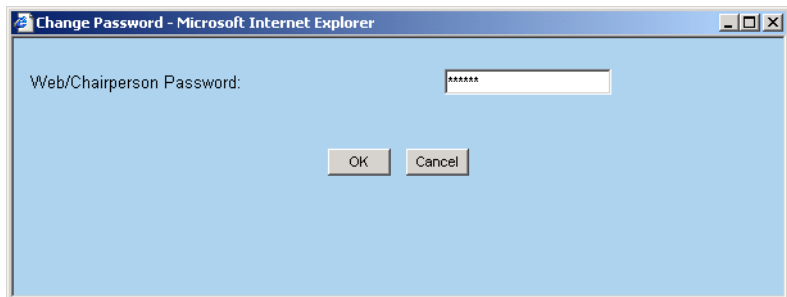 Change Password - Microsoft Internet Explorer
Web/Chairperson Password: ******
OK Cancel